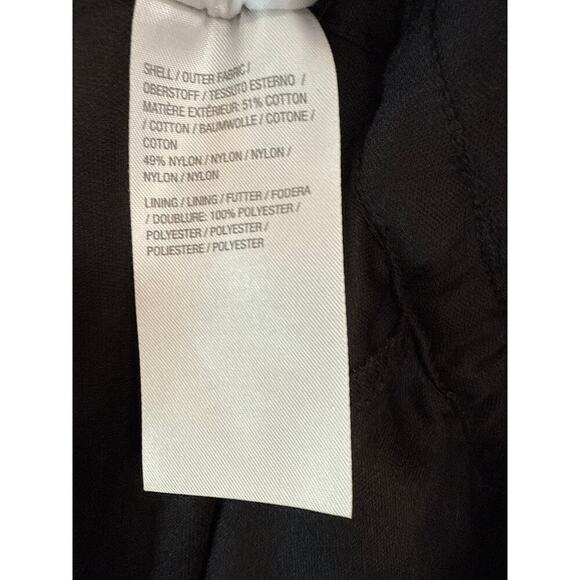 SHELL / OUTER FABRIC /
OBERSTOFF / TESSUTO ESTERNO /
MATIÈRE EXTÉRIEUR: 51% COTTON
/ COTTON / BAUMWOLLE / COTONE /
COTON
49% NYLON / NYLON / NYLON /
NYLON / NYLON
LINING / LINING / FUTTER / FODERA
/ DOUBLURE: 100% POLYESTER /
POLYESTER / POLYESTER /
POLIESTERE / POLYESTER